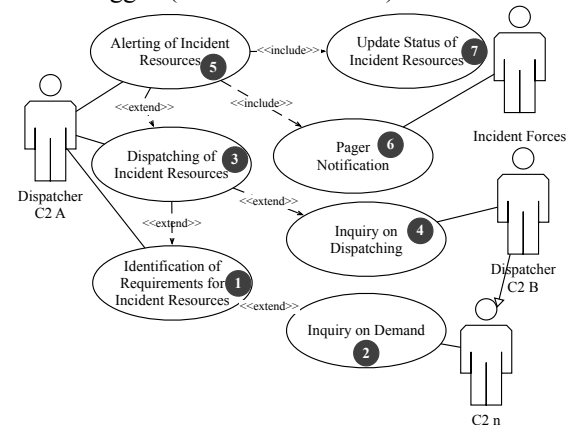 Alerting of Incident
Resources
5
<<include>>
Update Status of
Incident Resources
7
<<extend>>
<<include>>
Incident Forces
Pager
Notification
6
Dispatching of
Incident Resources
3
Dispatcher
C2 A
<<extend>>
<<extend>>
Inquiry on
Dispatching
4
Identification of
Requirements for
Incident Resources
1
Dispatcher
C2 B
<<extend>>
Inquiry on Demand
2
C2 n